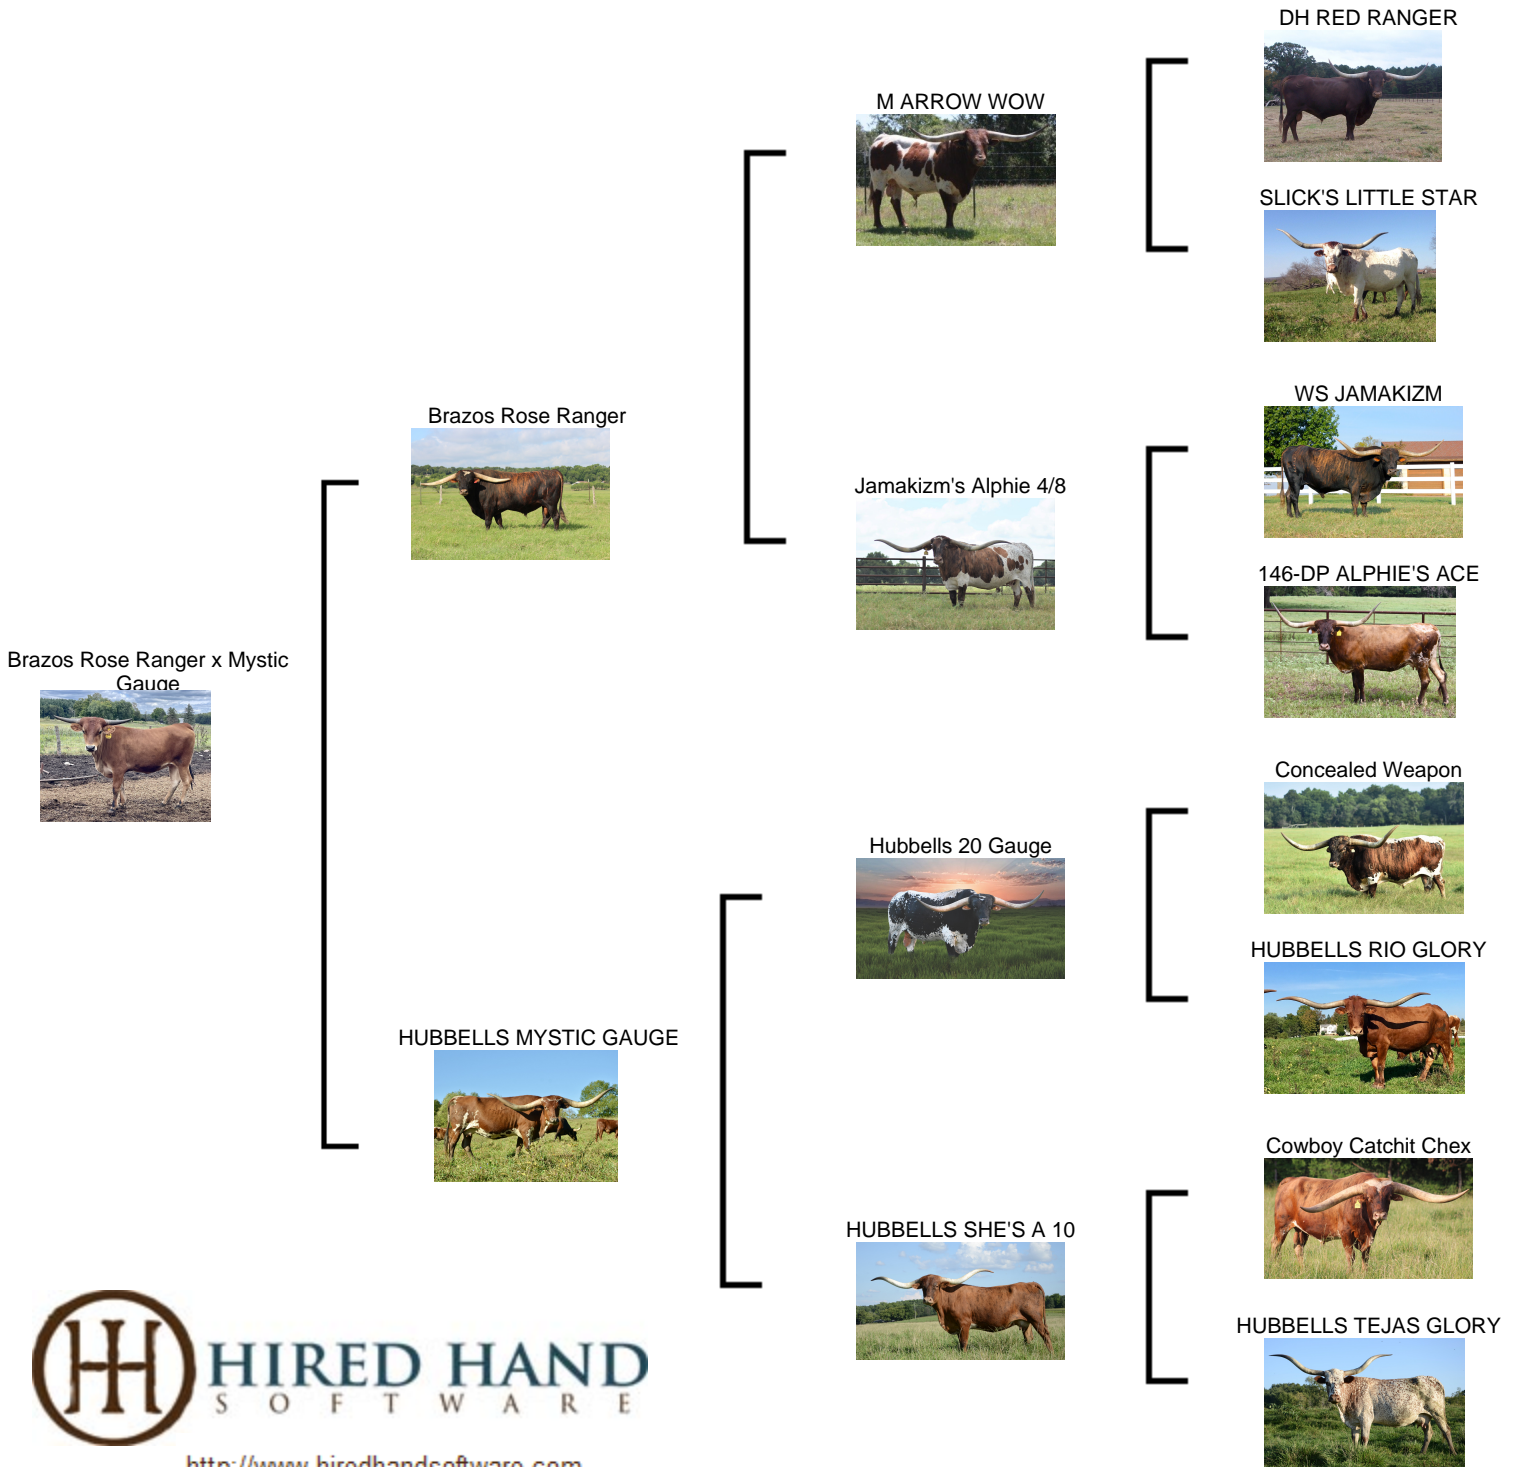 DH RED RANGER
M ARROW WOW
SLICK'S LITTLE STAR
WS JAMAKIZM
Brazos Rose Ranger
Jamakizm's Alphie 4/8
146-DP ALPHIE'S ACE
Brazos Rose Ranger x Mystic
Gauge
Concealed Weapon
Hubbells 20 Gauge
HUBBELLS RIO GLORY
HUBBELLS MYSTIC GAUGE
Cowboy Catchit Chex
HUBBELLS SHE'S A 10
HUBBELLS TEJAS GLORY
HIRED HAND
SOFTWARE
http://www.hiredhandsoftware.com